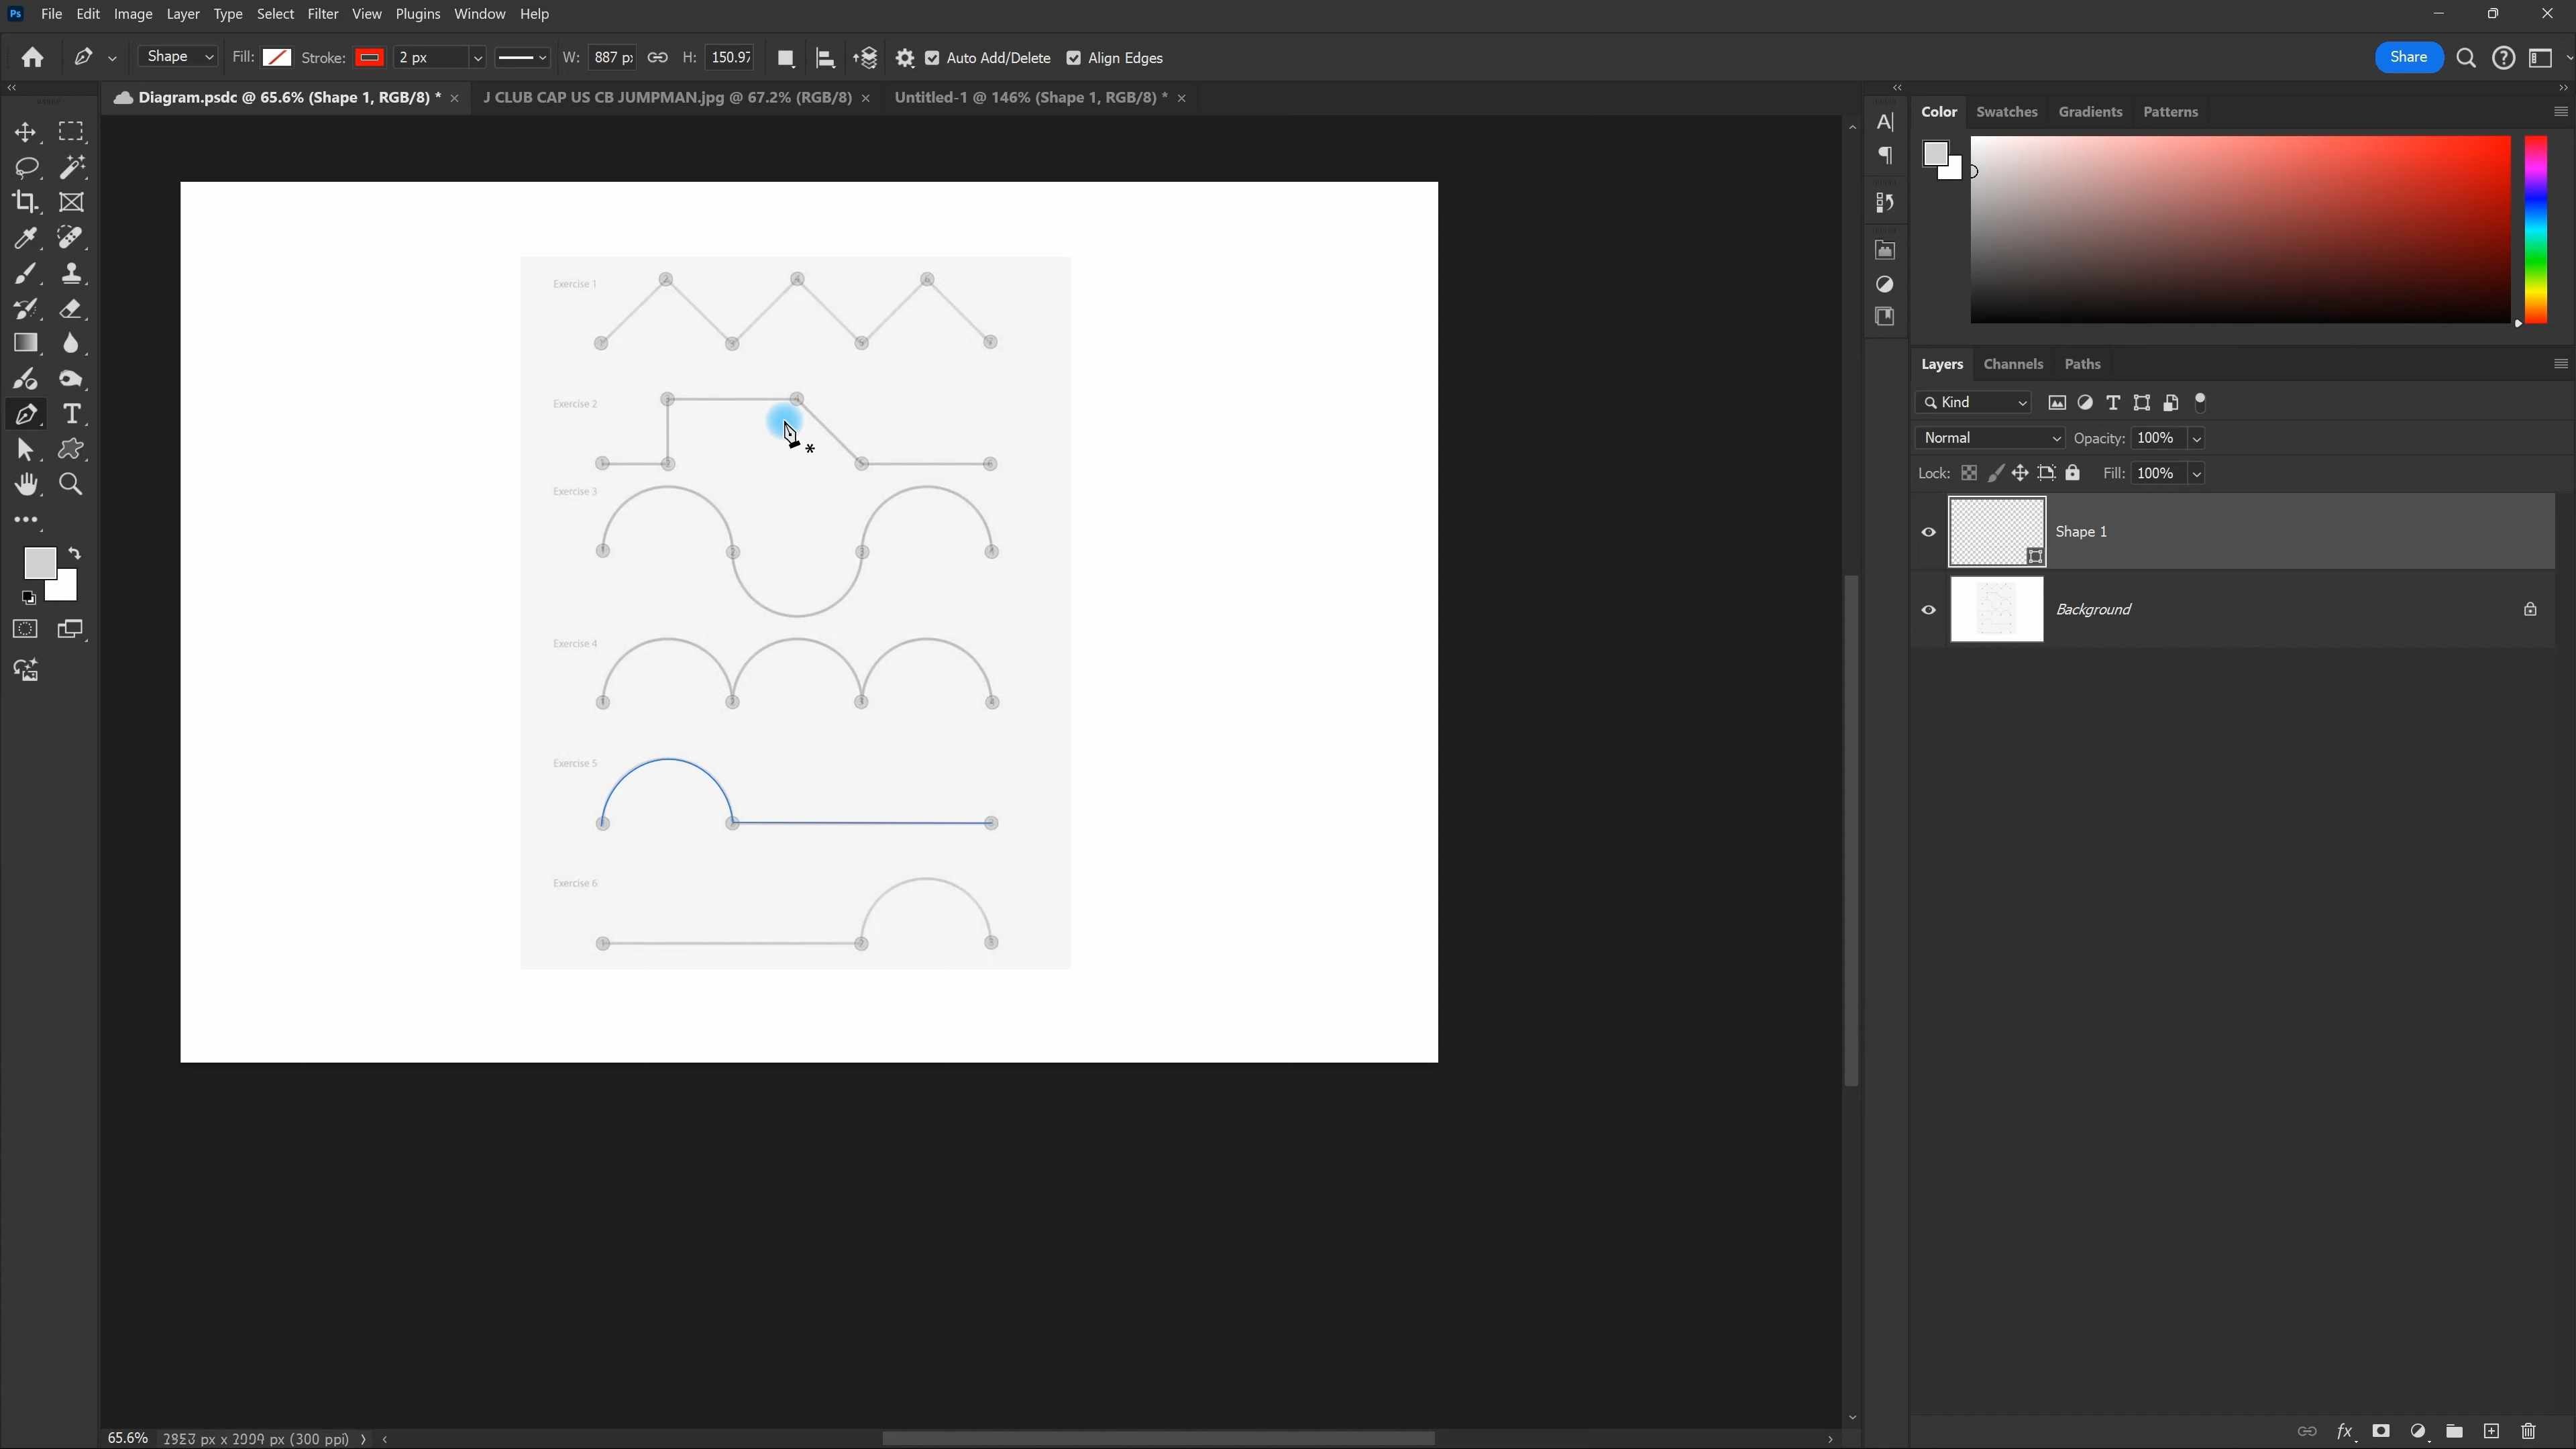 Ps File Edit Image Layer Type Select Filter View Plugins Window Help
Shape Fill: Stroke: 2 px W: 887 px H: 150.97 Auto Add/Delete Align Edges Share
Diagram.psdc @ 65.6% (Shape 1, RGB/8) * × J CLUB CAP US CB JUMPMAN.jpg @ 67.2% (RGB/8) × Untitled-1 @ 146% (Shape 1, RGB/8) * ×
Color Swatches Gradients Patterns
Exercise 1
Exercise 2
Exercise 3
Exercise 4
Exercise 5
Exercise 6
Layers Channels Paths
Kind
Normal Opacity: 100%
Lock: Fill: 100%
Shape 1
Background
fx
65.6% (300 ppi)